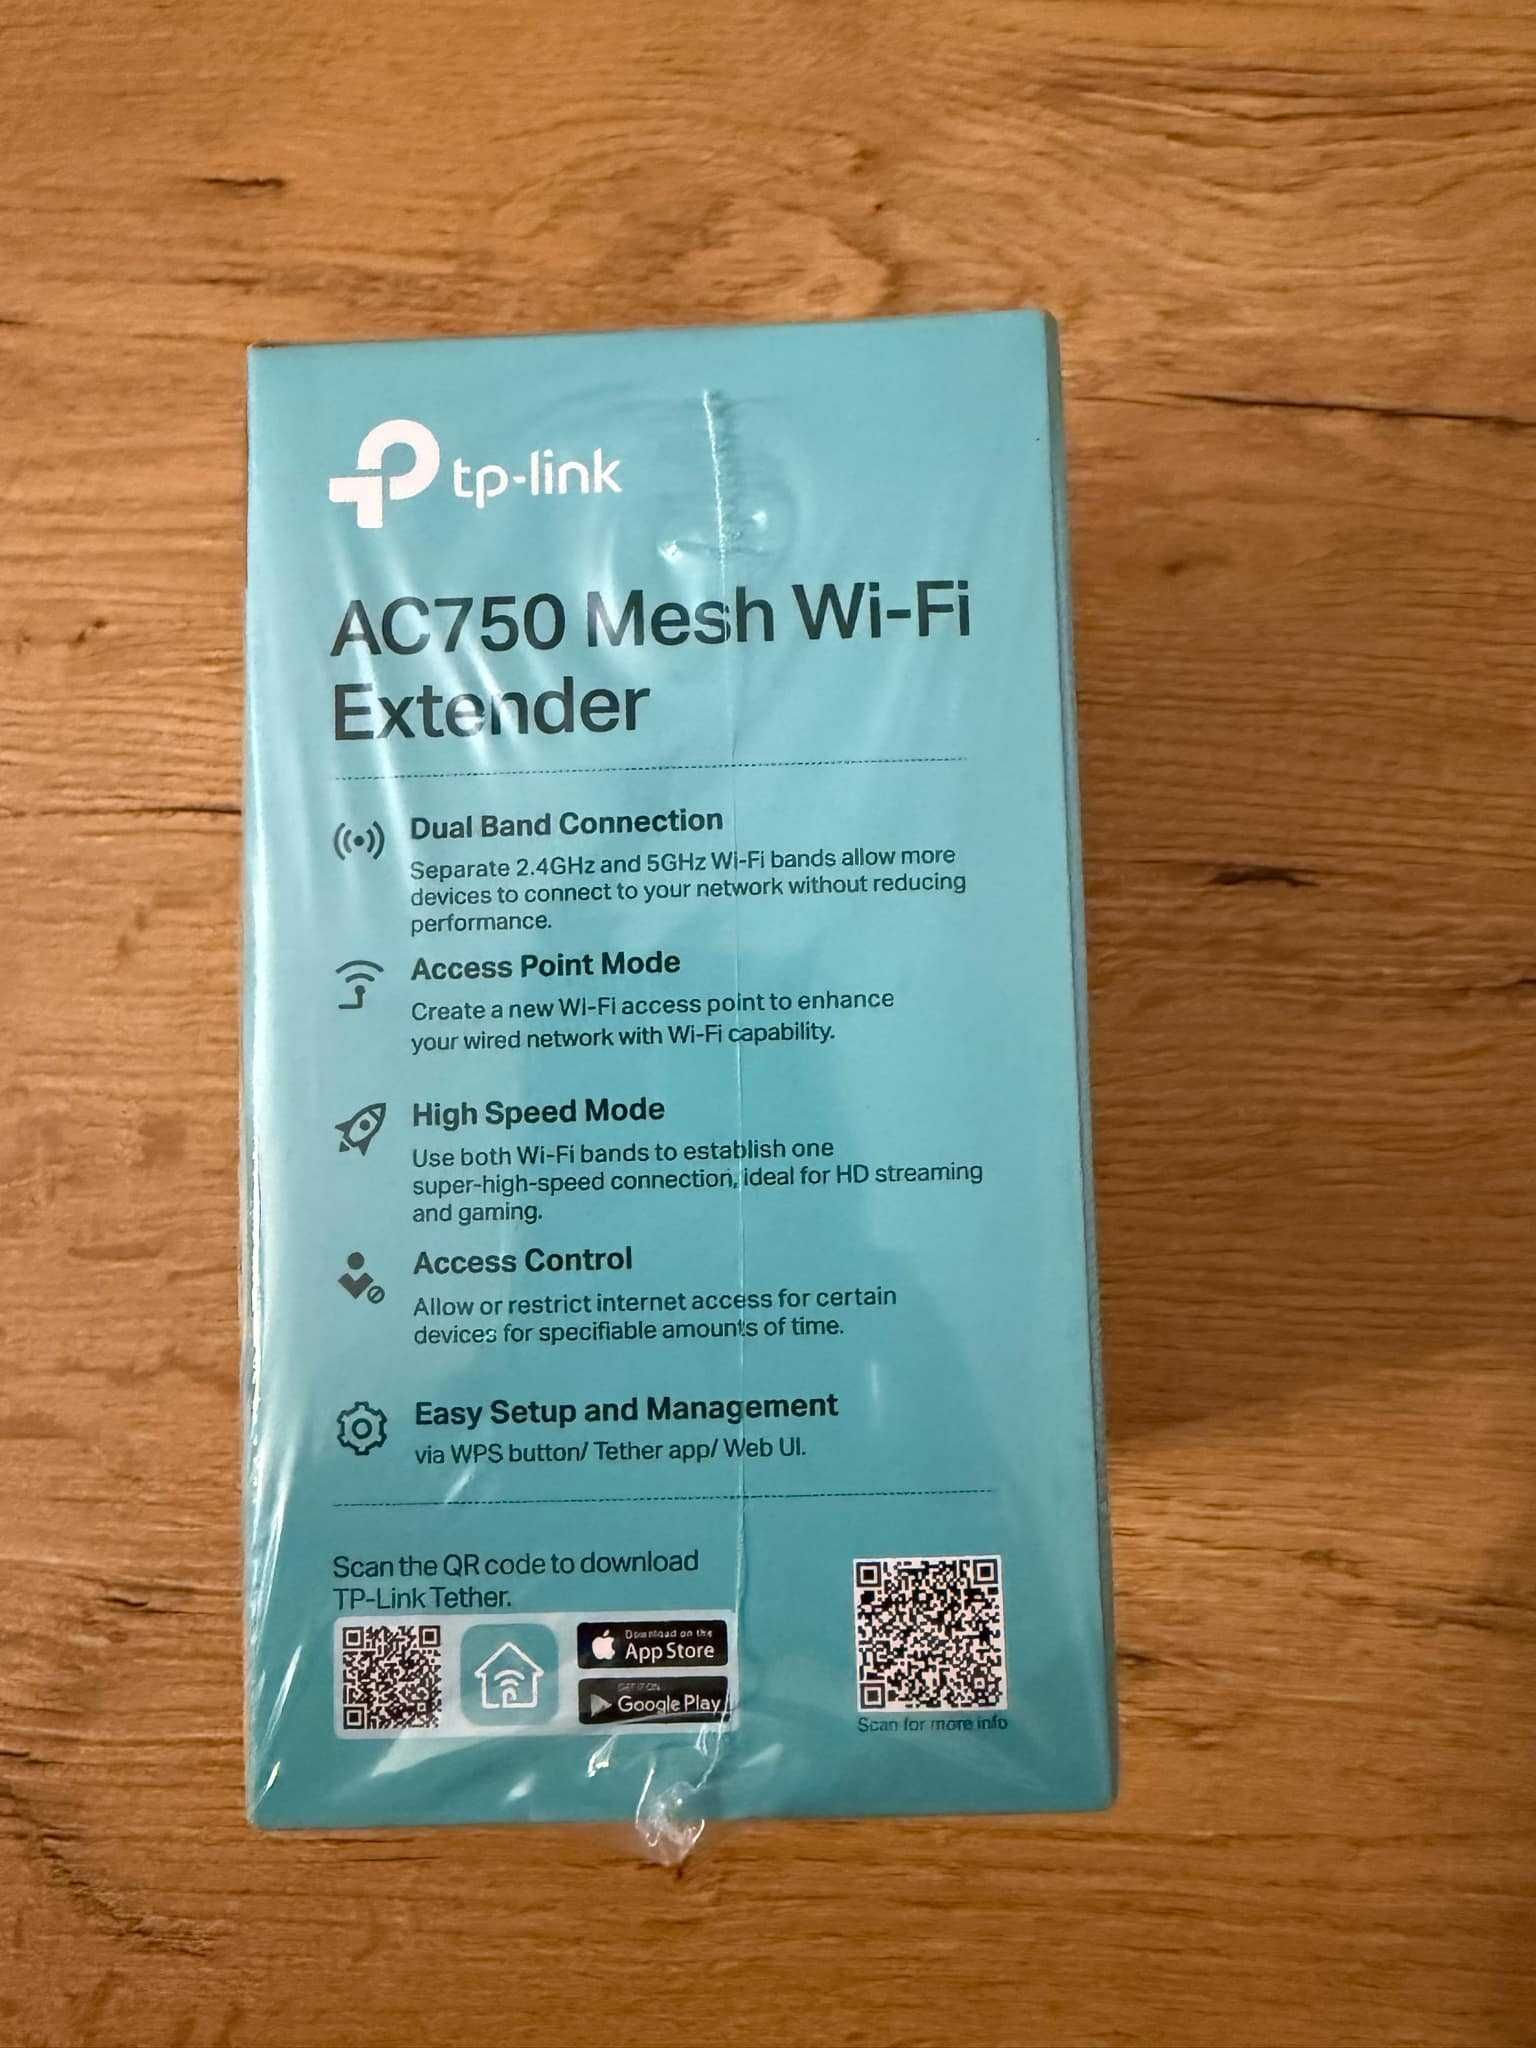 tp-link
AC750 Mesh Wi-Fi
Extender
Dual Band Connection
Separate 2.4GHz and 5GHz Wi-Fi bands allow more
devices to connect to your network without reducing
performance.
Access Point Mode
Create a new Wi-Fi access point to enhance
your wired network with Wi-Fi capability.
High Speed Mode
Use both Wi-Fi bands to establish one
super-high-speed connection, ideal for HD streaming
and gaming.
Access Control
Allow or restrict internet access for certain
devices for specifiable amounts of time.
Easy Setup and Management
via WPS button/ Tether app/ Web UI.
Scan the QR code to download
TP-Link Tether.
Download on the
App Store
GET IT ON
Google Play
Scan for more info